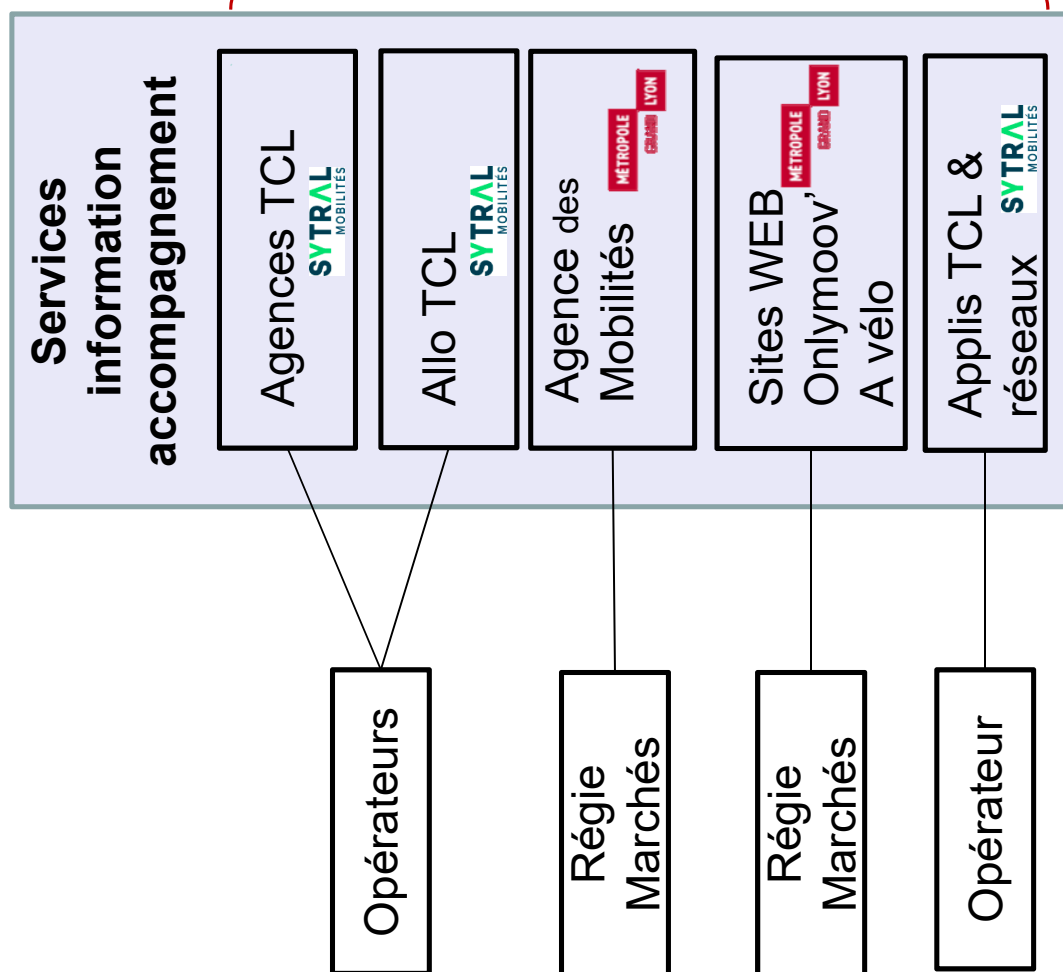 Services
information
accompagnement
Agences TCL
SYTRAL
MOBILITÉS
Allo TCL
SYTRAL
MOBILITÉS
Agence des
Mobilités
MÉTROPOLE
GRAND LYON
Sites WEB
Onlymoov’
A vélo
MÉTROPOLE
GRAND LYON
Applis TCL &
réseaux
SYTRAL
MOBILITÉS
Opérateurs
Régie
Marchés
Régie
Marchés
Opérateur